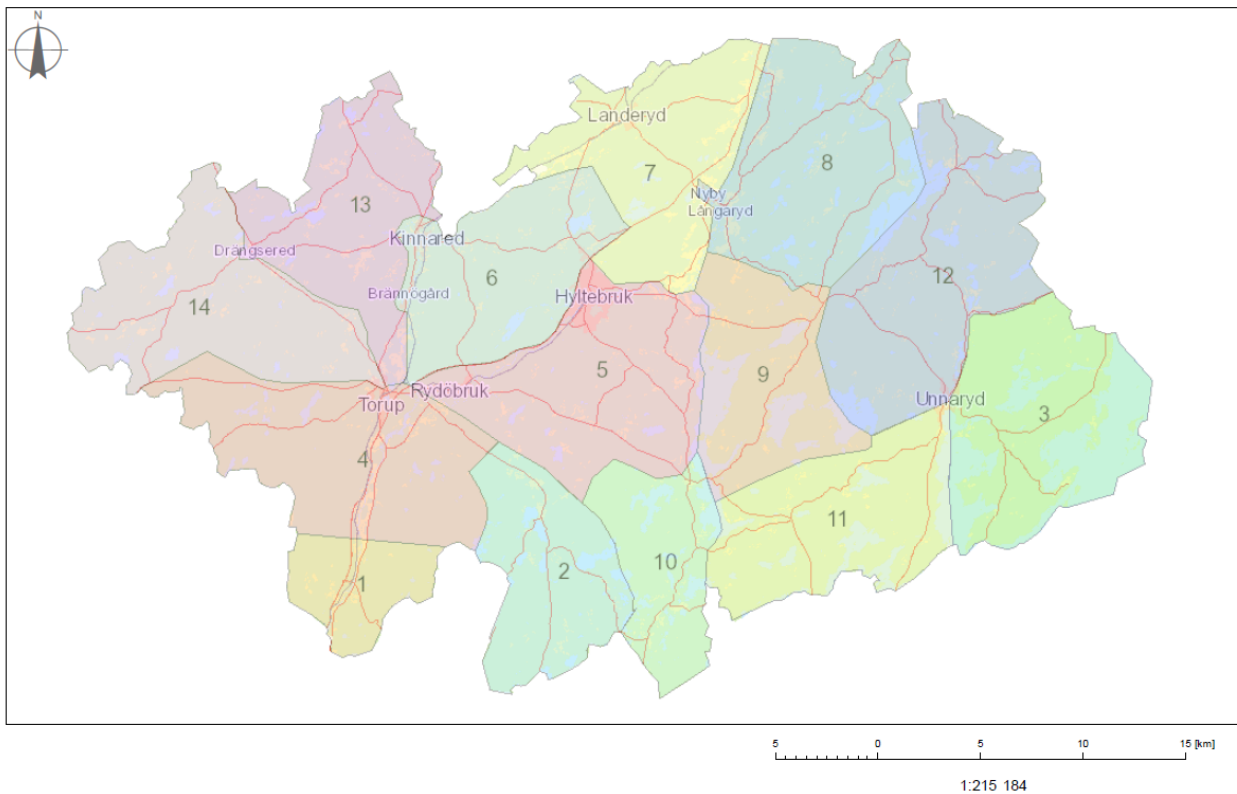 N
Landeryd
7
8
Nyby
Långaryd
13
Kinnared
Drängsered
6
12
Brännögård
Hyltebruk
14
5
9
Rydöbruk
Torup
Unnaryd
3
4
11
10
2
1
5 0 5 10 15 [km]
1:215 184